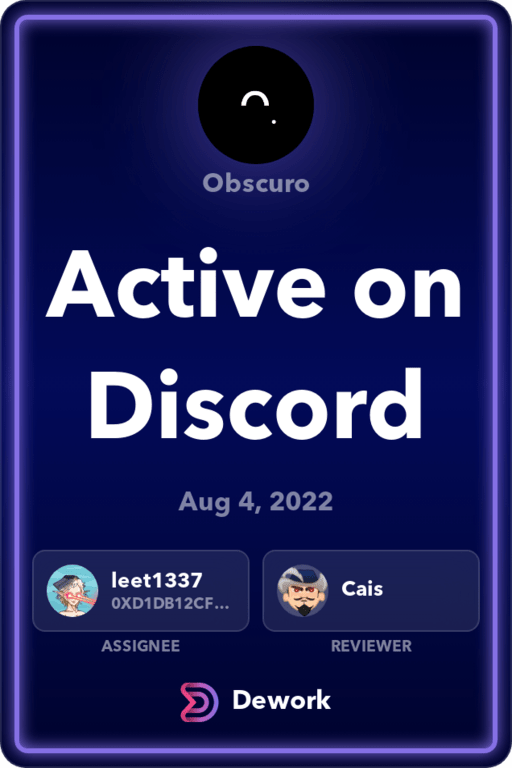 Obscuro
Active on
Discord
Aug 4, 2022
leet1337
0XD1DB12CF...
ASSIGNEE
Cais
REVIEWER
Dework